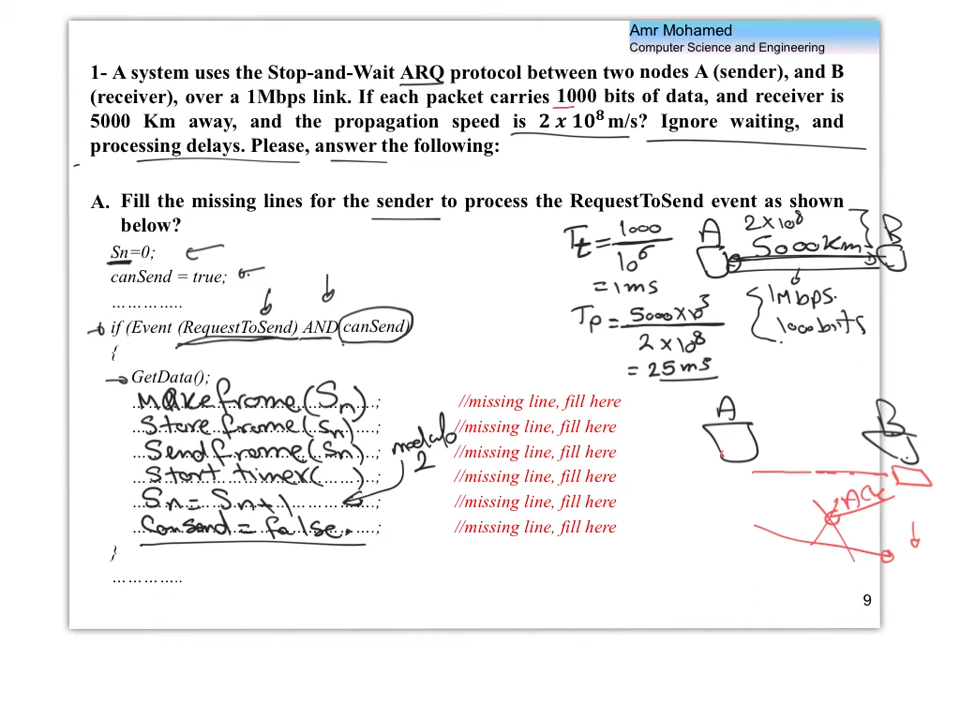 Amr Mohamed
Computer Science and Engineering
1- A system uses the Stop-and-Wait ARQ protocol between two nodes A (sender), and B
(receiver), over a 1Mbps link. If each packet carries 1000 bits of data, and receiver is
5000 Km away, and the propagation speed is 2 x 10⁸ m/s? Ignore waiting, and
processing delays. Please, answer the following:
A. Fill the missing lines for the sender to process the RequestToSend event as shown
below?
Sn=0;
canSend = true;
…………..
if (Event (RequestToSend) AND canSend)
{
GetData();
Makeframe(Sn); //missing line, fill here
Store frame(Sn); //missing line, fill here
Sendframe(Sn). //missing line, fill here
Start timer( ); //missing line, fill here
Sn = Sn+1 //missing line, fill here
ConSend = false. //missing line, fill here
}
…………..
modulo
2
Tt = 1000 / 10⁶
= 1ms
Tp = 5000 x 10³ / 2 x 10⁸
= 25ms
A
2 x 10⁸
B
5000Km
1Mbps.
1000bits
A
B
ACK
9